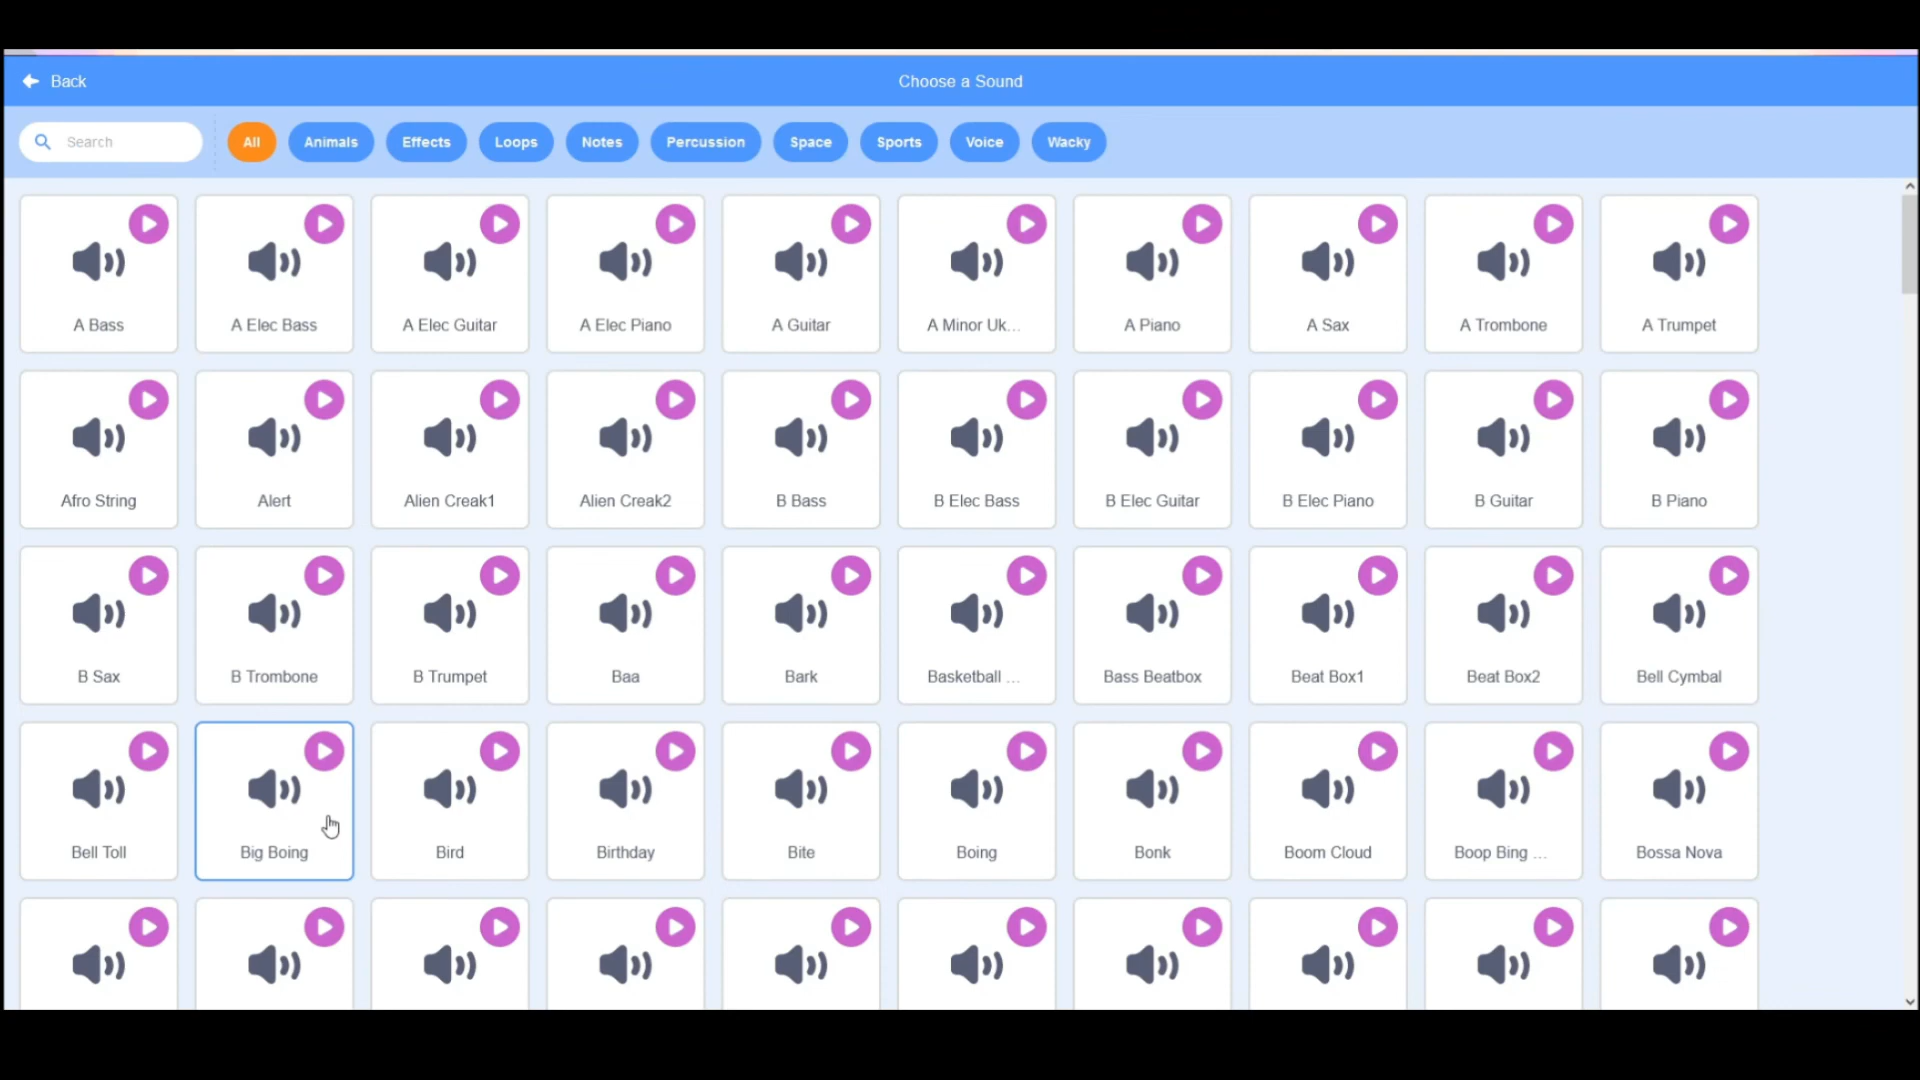 Back
Choose a Sound
Search
All
Animals
Effects
Loops
Notes
Percussion
Space
Sports
Voice
Wacky
A Bass
A Elec Bass
A Elec Guitar
A Elec Piano
A Guitar
A Minor Uk...
A Piano
A Sax
A Trombone
A Trumpet
Afro String
Alert
Alien Creak1
Alien Creak2
B Bass
B Elec Bass
B Elec Guitar
B Elec Piano
B Guitar
B Piano
B Sax
B Trombone
B Trumpet
Baa
Bark
Basketball ...
Bass Beatbox
Beat Box1
Beat Box2
Bell Cymbal
Bell Toll
Big Boing
Bird
Birthday
Bite
Boing
Bonk
Boom Cloud
Boop Bing ...
Bossa Nova